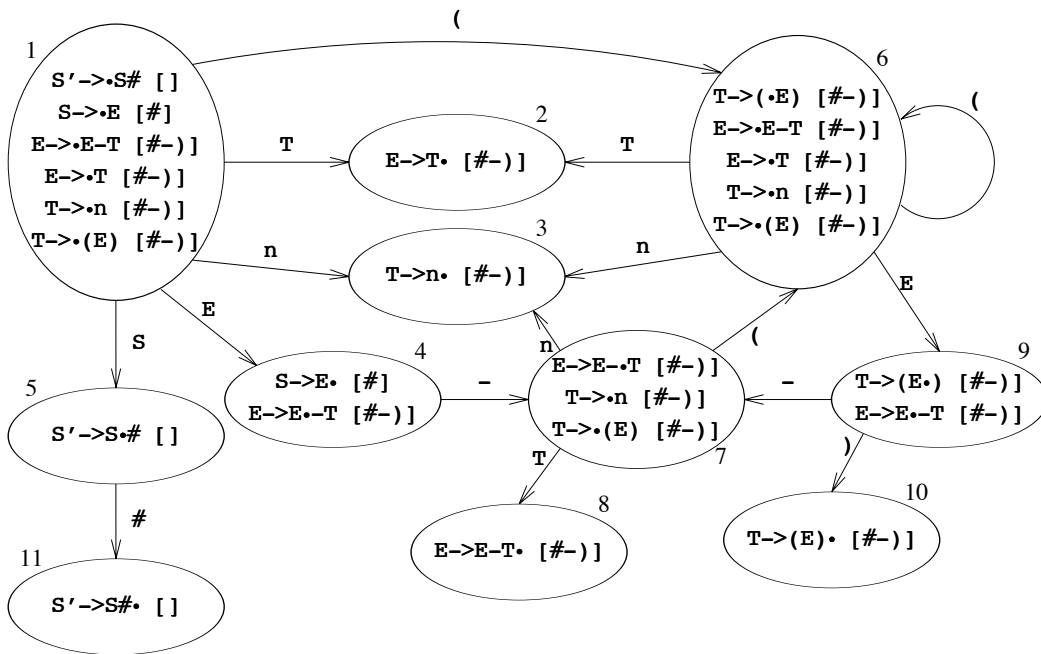 (
1
S'->•S# []
S->•E [#]
E->•E-T [#-)]
E->•T [#-)]
T->•n [#-)]
T->•(E) [#-)]
T
2
E->T• [#-)]
T
6
T->(•E) [#-)]
E->•E-T [#-)]
E->•T [#-)]
T->•n [#-)]
T->•(E) [#-)]
(
n
3
T->n• [#-)]
n
E
S
E
4
S->E• [#]
E->E•-T [#-)]
-
n
(
E->E-•T [#-)]
T->•n [#-)]
T->•(E) [#-)]
7
-
9
T->(E•) [#-)]
E->E•-T [#-)]
5
S'->S•# []
T
)
8
E->E-T• [#-)]
10
T->(E)• [#-)]
#
11
S'->S#• []